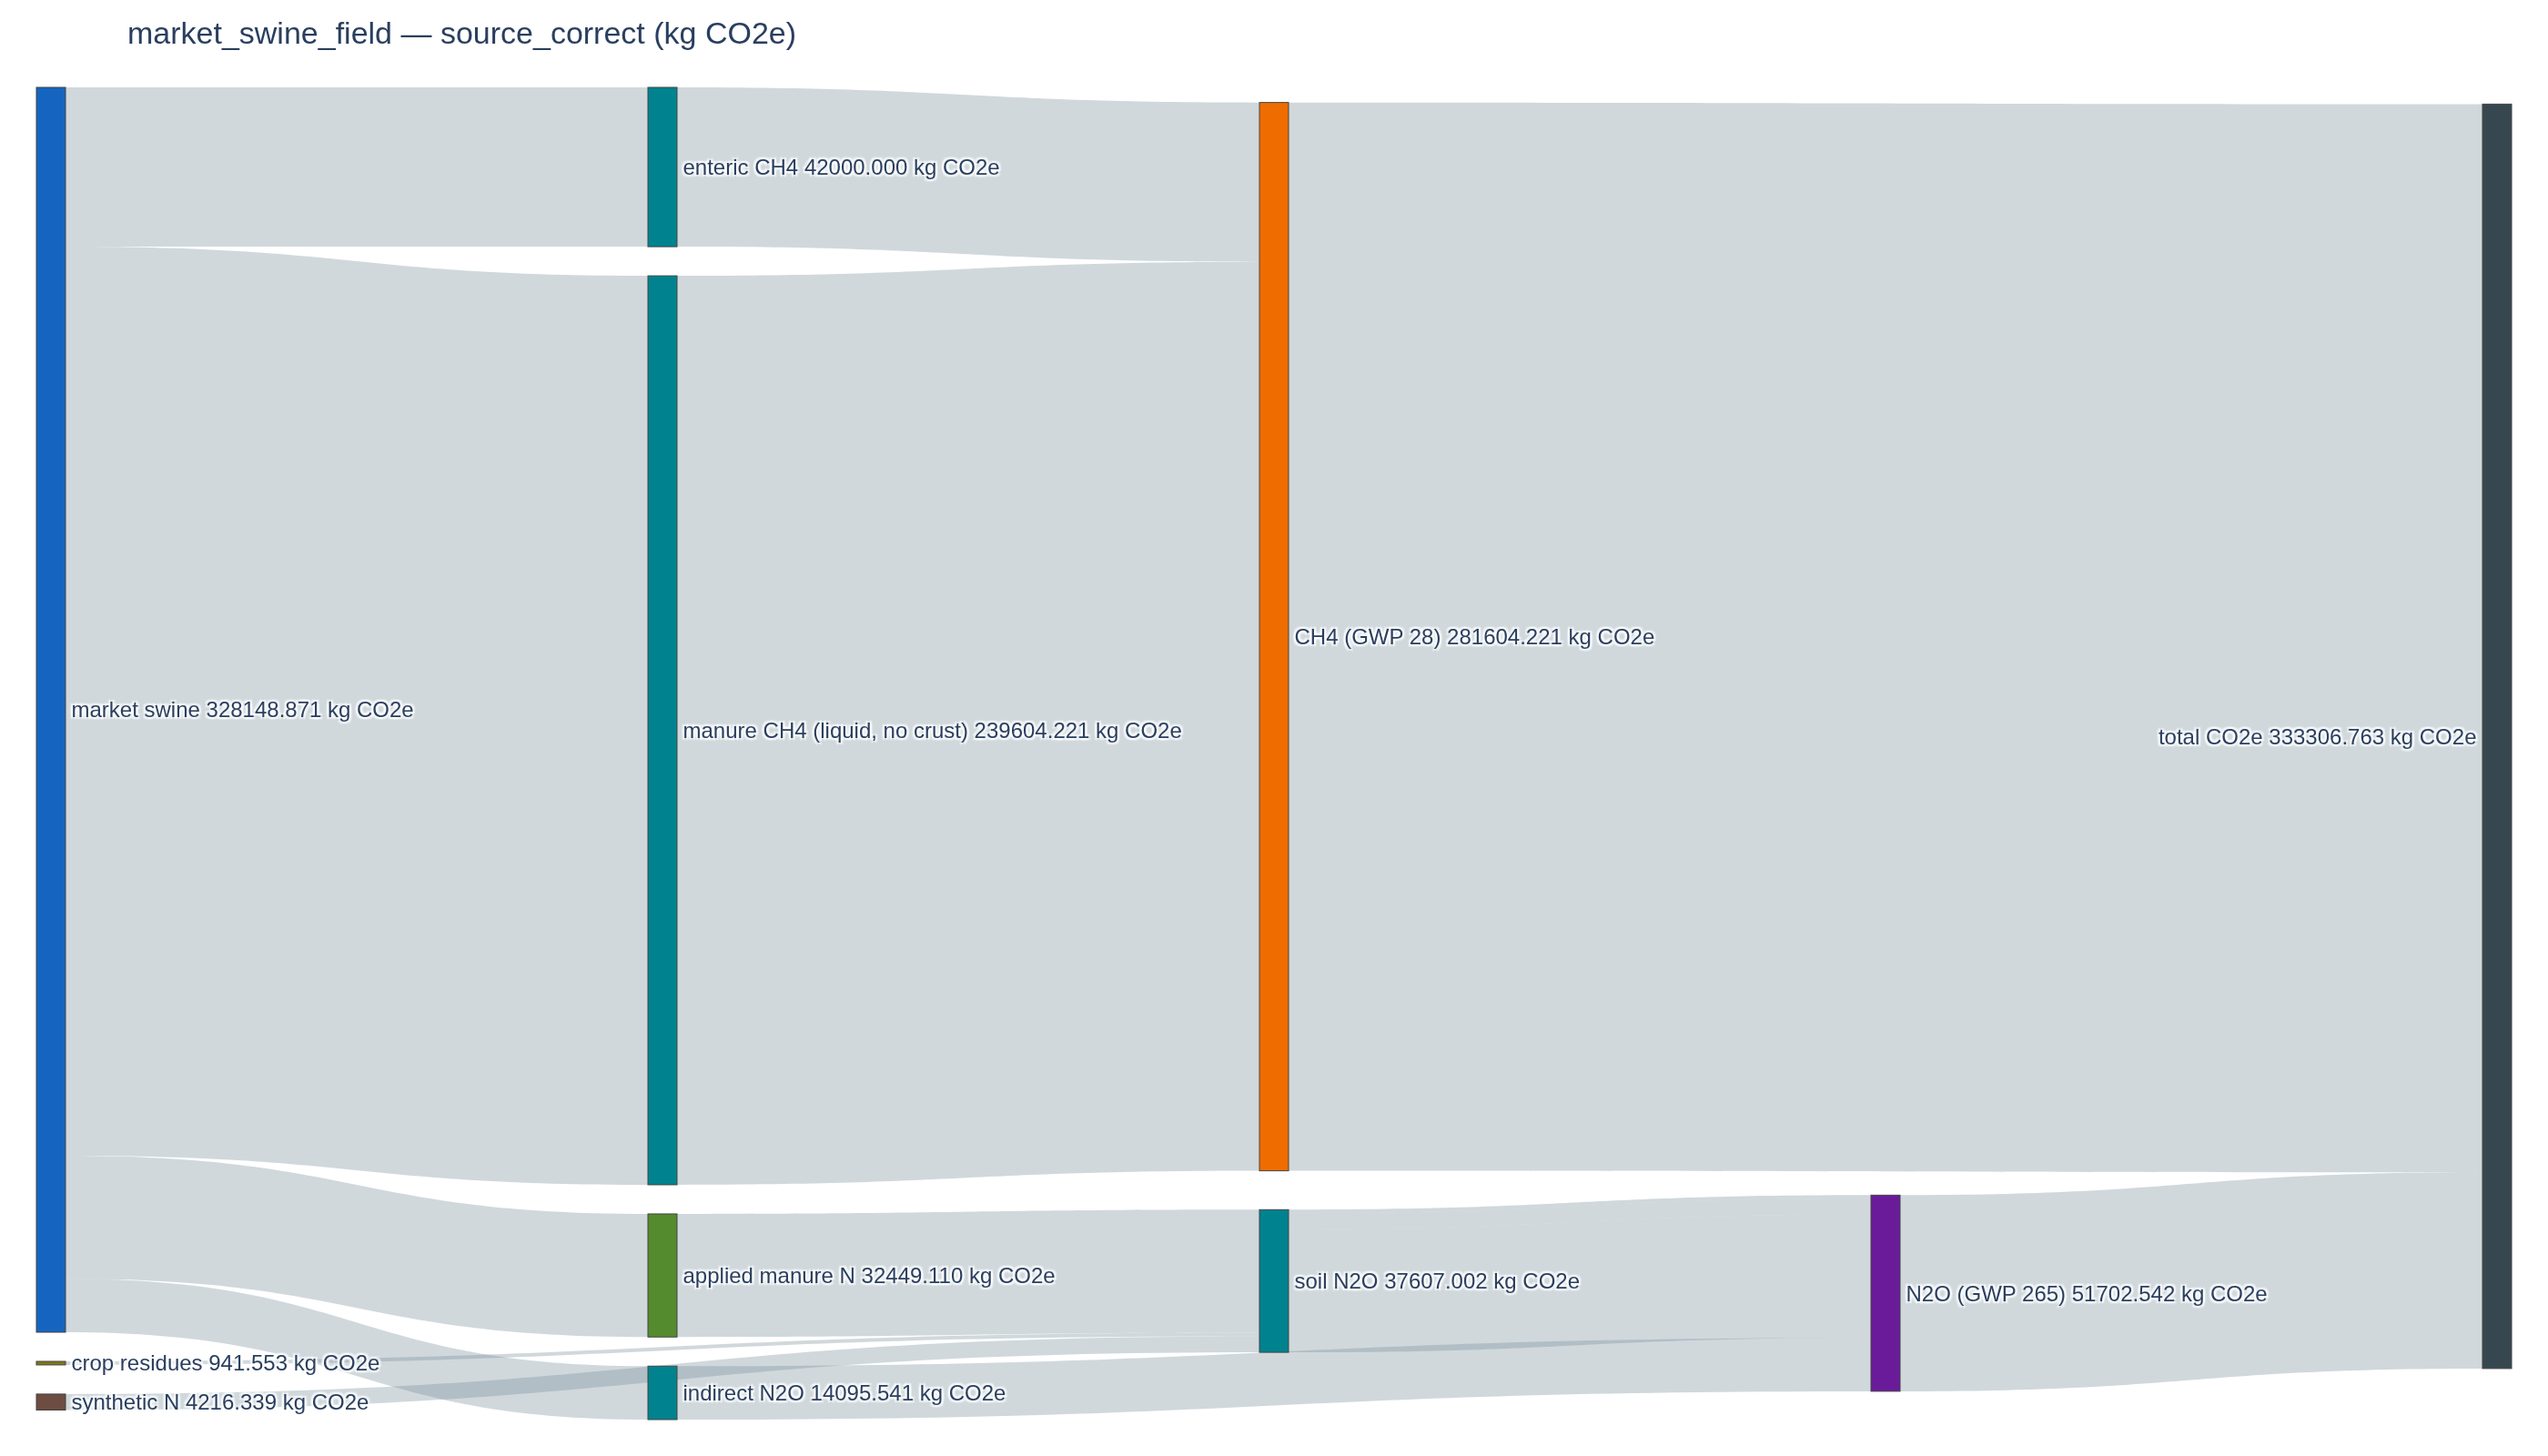 market_swine_field — source_correct (kg CO2e)
enteric CH4 42000.000 kg CO2e
CH4 (GWP 28) 281604.221 kg CO2e
market swine 328148.871 kg CO2e
manure CH4 (liquid, no crust) 239604.221 kg CO2e
total CO2e 333306.763 kg CO2e
applied manure N 32449.110 kg CO2e
soil N2O 37607.002 kg CO2e
N2O (GWP 265) 51702.542 kg CO2e
crop residues 941.553 kg CO2e
indirect N2O 14095.541 kg CO2e
synthetic N 4216.339 kg CO2e